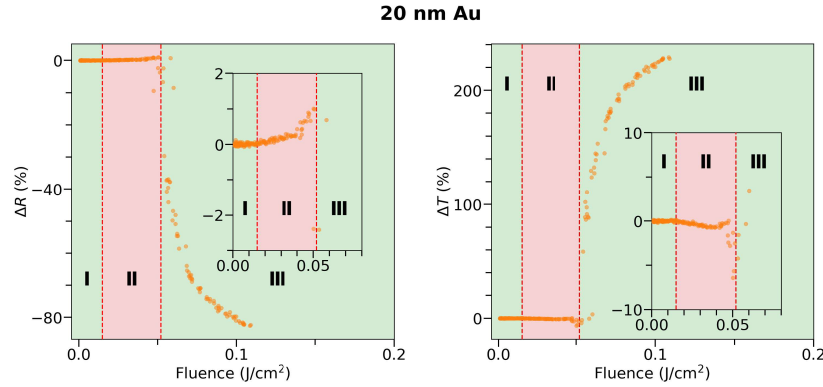 20 nm Au
ΔR (%)
0
−40
−80
0.0
0.1
0.2
Fluence (J/cm²)
I
II
III
2
0
−2
0.00
0.05
I
II
III
ΔT (%)
200
100
0
0.0
0.1
0.2
Fluence (J/cm²)
I
II
III
10
0
−10
0.00
0.05
I
II
III